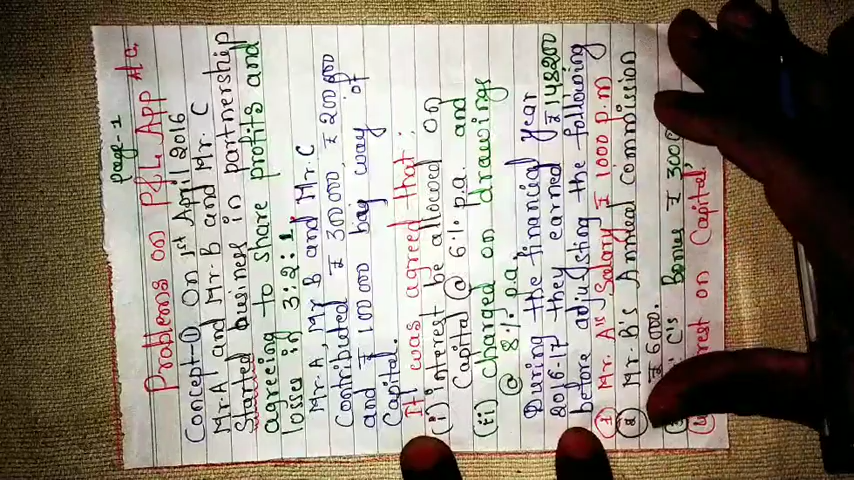 Page-1
Problems on P&L App A/c
Concept-① On 1st April 2016
Mr.A and Mr.B and Mr. C
Started business in partnership
agreeing to share profits and
losses in 3:2:1.
Mr. A, Mr B and Mr. C
Contributed ₹ 300000, ₹ 200000
and ₹ 100000 by way of
Capital.
It was agreed that:
(i) interest be allowed on
Capital @ 6% p.a. and
(ii) charged on drawings
@ 8% p.a.
During the financial year
2016-17 they earned ₹148200
before adjusting the following
① Mr. A's Salary ₹ 1000 p.m
② Mr. B's Annual commission
₹ 6000.
C's Bonus ₹ 3000
on Capital,